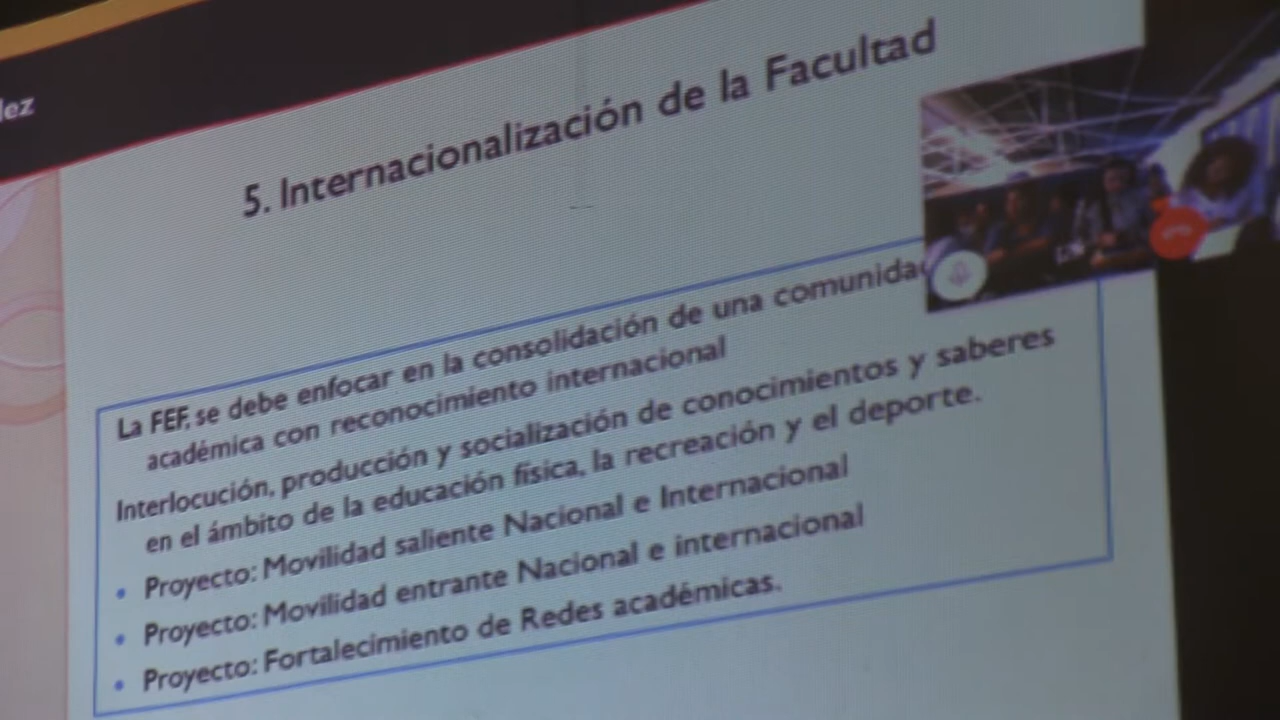 5. Internacionalización de la Facultad
La FEF, se debe enfocar en la consolidación de una
académica con reconocimiento internacional
Interlocución, producción y socialización de conocimientos y saberes
en el ámbito de la educación física, la recreación y el deporte.
• Proyecto: Movilidad saliente Nacional e Internacional
• Proyecto: Movilidad entrante Nacional e internacional
• Proyecto: Fortalecimiento de Redes académicas.